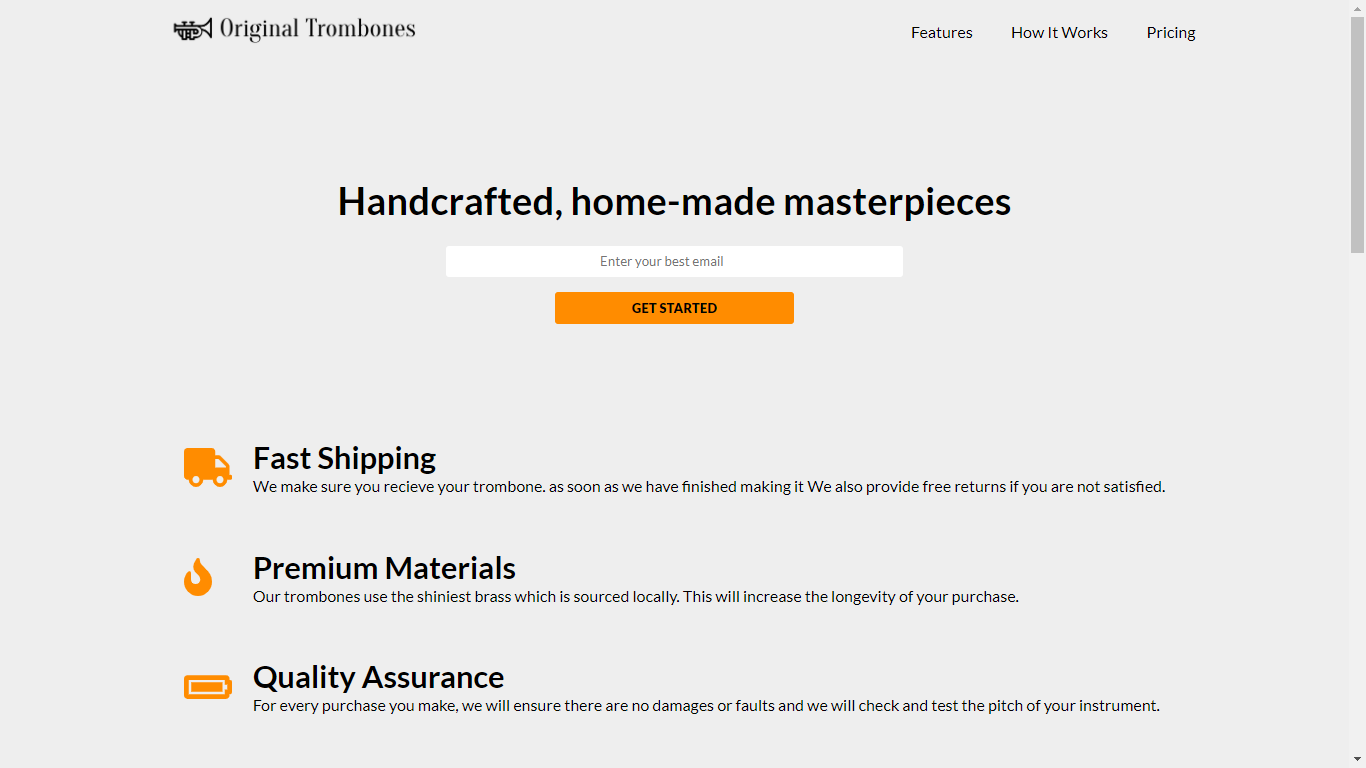 Original Trombones
Features
How It Works
Pricing
Handcrafted, home-made masterpieces
Enter your best email
GET STARTED
Fast Shipping
We make sure you recieve your trombone. as soon as we have finished making it We also provide free returns if you are not satisfied.
Premium Materials
Our trombones use the shiniest brass which is sourced locally. This will increase the longevity of your purchase.
Quality Assurance
For every purchase you make, we will ensure there are no damages or faults and we will check and test the pitch of your instrument.